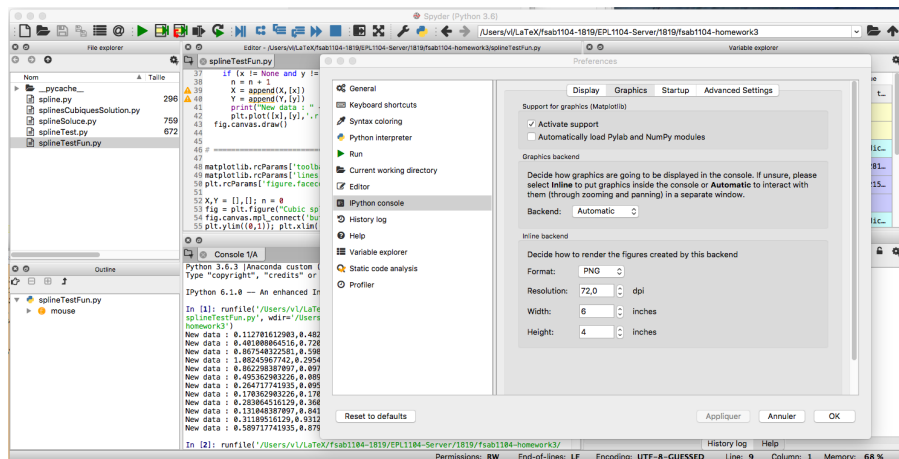 Spyder (Python 3.6)
/Users/vl/LaTeX/fsab1104-1819/EPL1104-Server/1819/fsab1104-homework3
File explorer
Nom
Taille
__pycache__
spline.py 296
splinesCubiquesSolution.py
splineSoluce.py 759
splineTest.py 672
splineTestFun.py
Outline
splineTestFun.py
mouse
Editor - /Users/vl/LaTeX/fsab1104-1819/EPL1104-Server/1819/fsab1104-homework3/splineTestFun.py
splineTestFun.py
37 if (x != None and y !=
38 n = n + 1
39 X = append(X,[x])
40 Y = append(Y,[y])
41 print("New data : "
42 plt.plot([x],[y],'.r
43 fig.canvas.draw()
44
45
46 # ================
47
48 matplotlib.rcParams['toolba
49 matplotlib.rcParams['lines
50 plt.rcParams['figure.facec
51
52 X,Y = [],[]; n = 0
53 fig = plt.figure("Cubic sp
54 fig.canvas.mpl_connect('bu
55 plt.ylim((0,1)); plt.xlim(
Console 1/A
Python 3.6.3 |Anaconda custom (
Type "copyright", "credits" or
IPython 6.1.0 -- An enhanced In
In [1]: runfile('/Users/vl/LaTe
splineTestFun.py', wdir='/Users
homework3')
New data : 0.112701612903,0.482
New data : 0.401008064516,0.720
New data : 0.867540322581,0.598
New data : 1.08245967742,0.2954
New data : 0.862298387097,0.097
New data : 0.495362903226,0.089
New data : 0.264717741935,0.095
New data : 0.170362903226,0.170
New data : 0.283064516129,0.360
New data : 0.131048387097,0.841
New data : 0.31189516129,0.9312
New data : 0.589717741935,0.879
In [2]: runfile('/Users/vl/LaTeX/fsab1104-1819/EPL1104-Server/1819/fsab1104-homework3/
Variable explorer
Preferences
General
Keyboard shortcuts
Syntax coloring
Python interpreter
Run
Current working directory
Editor
IPython console
History log
Help
Variable explorer
Static code analysis
Profiler
Display Graphics Startup Advanced Settings
Support for graphics (Matplotlib)
Activate support
Automatically load Pylab and NumPy modules
Graphics backend
Decide how graphics are going to be displayed in the console. If unsure, please
select Inline to put graphics inside the console or Automatic to interact with
them (through zooming and panning) in a separate window.
Backend: Automatic
Inline backend
Decide how to render the figures created by this backend
Format: PNG
Resolution: 72,0 dpi
Width: 6 inches
Height: 4 inches
Reset to defaults
Appliquer
Annuler
OK
History log Help
Permissions: RW End-of-lines: LF Encoding: UTF-8-GUESSED Line: 9 Column: 1 Memory: 68 %